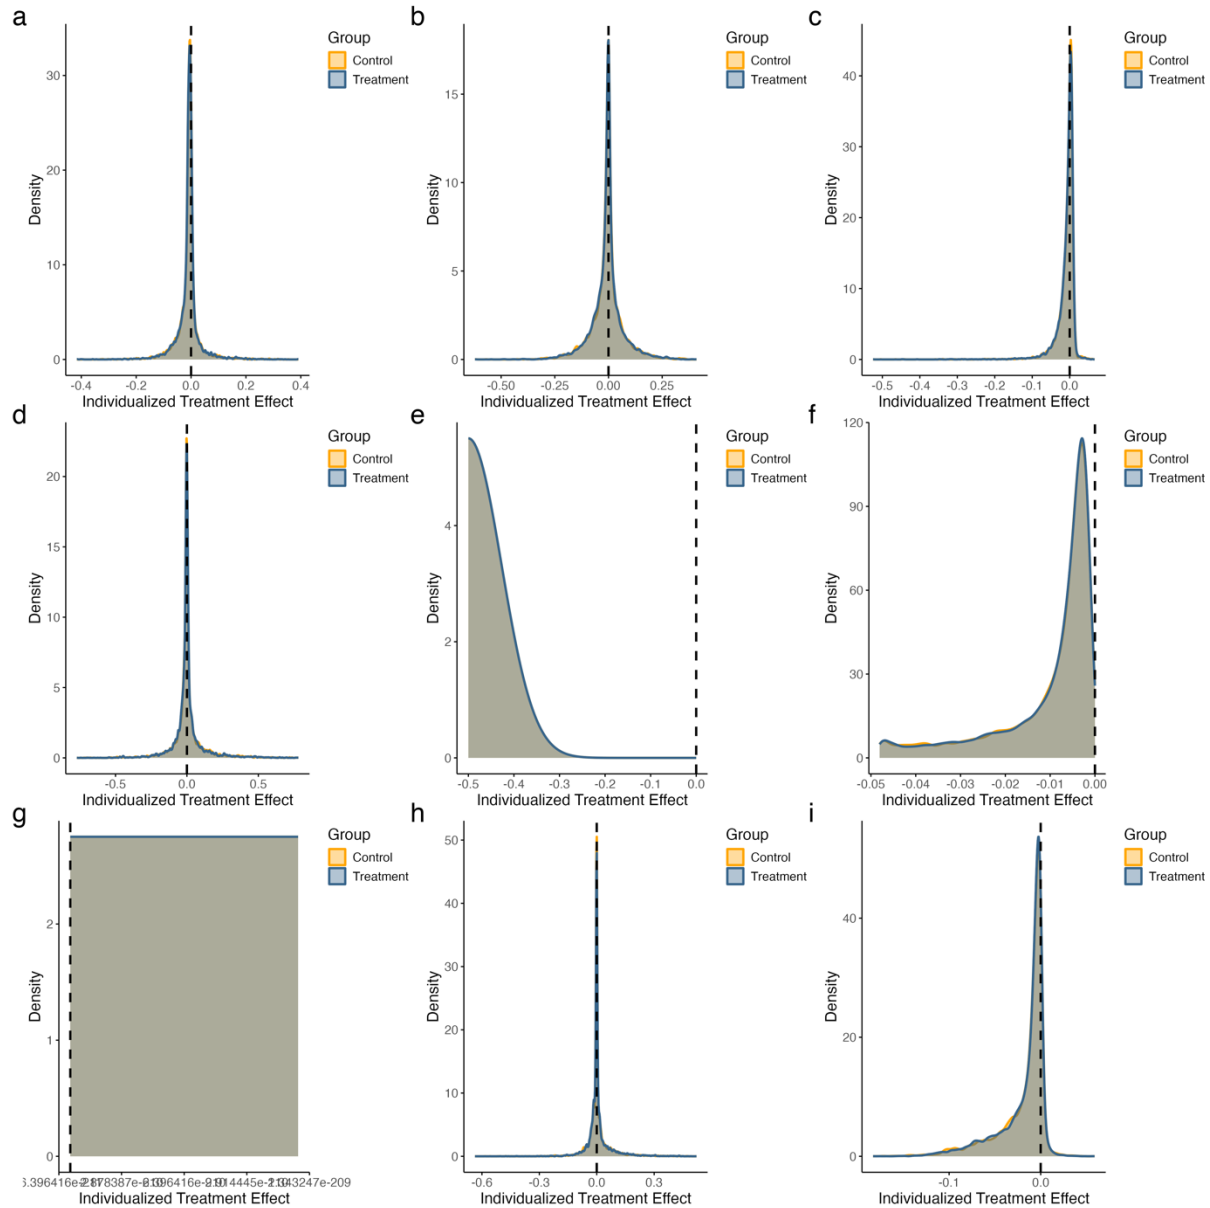 a
Group
Control
Treatment
Density
30
20
10
0
-0.4 -0.2 0.0 0.2 0.4
Individualized Treatment Effect
b
Group
Control
Treatment
Density
15
10
5
0
-0.50 -0.25 0.00 0.25
Individualized Treatment Effect
c
Group
Control
Treatment
Density
40
30
20
10
0
-0.5 -0.4 -0.3 -0.2 -0.1 0.0
Individualized Treatment Effect
d
Group
Control
Treatment
Density
20
15
10
5
0
-0.5 0.0 0.5
Individualized Treatment Effect
e
Group
Control
Treatment
Density
4
2
0
-0.5 -0.4 -0.3 -0.2 -0.1 0.0
Individualized Treatment Effect
f
Group
Control
Treatment
Density
120
90
60
30
0
-0.05 -0.04 -0.03 -0.02 -0.01 0.00
Individualized Treatment Effect
g
Group
Control
Treatment
Density
2
1
0
Individualized Treatment Effect
h
Group
Control
Treatment
Density
50
40
30
20
10
0
-0.6 -0.3 0.0 0.3
Individualized Treatment Effect
i
Group
Control
Treatment
Density
40
20
0
-0.1 0.0
Individualized Treatment Effect